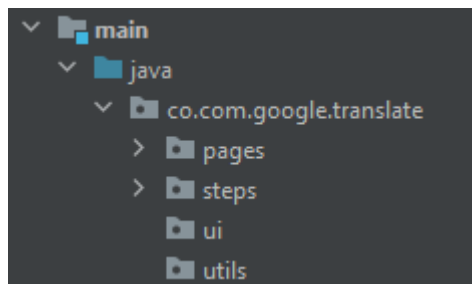 main
java
co.com.google.translate
pages
steps
ui
utils